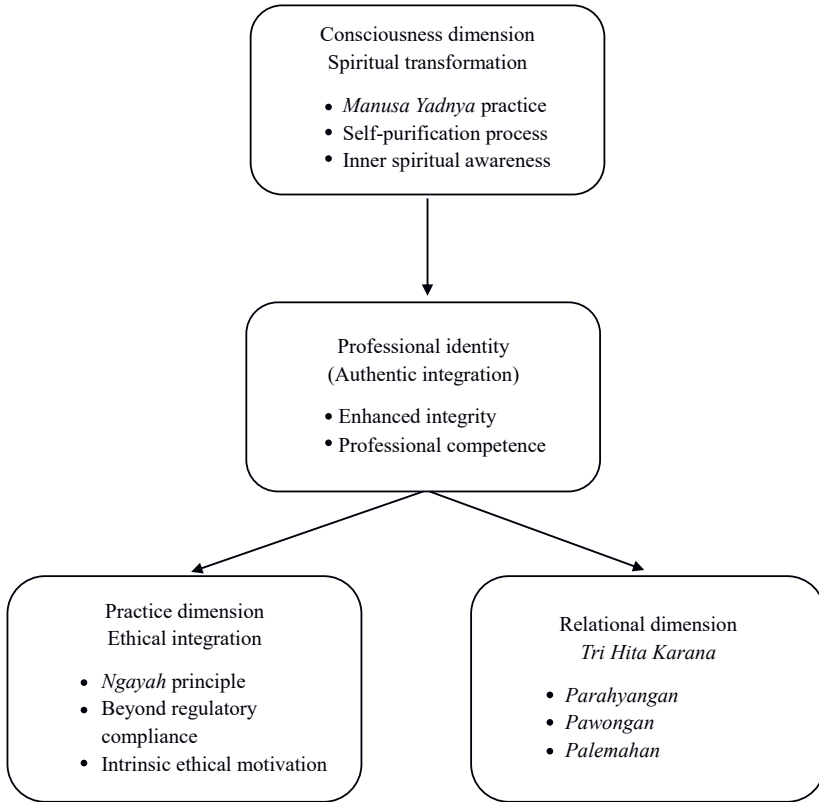 Consciousness dimension
Spiritual transformation
• Manusa Yadnya practice
• Self-purification process
• Inner spiritual awareness
Professional identity
(Authentic integration)
• Enhanced integrity
• Professional competence
Practice dimension
Ethical integration
• Ngayah principle
• Beyond regulatory
compliance
• Intrinsic ethical motivation
Relational dimension
Tri Hita Karana
• Parahyangan
• Pawongan
• Palemahan